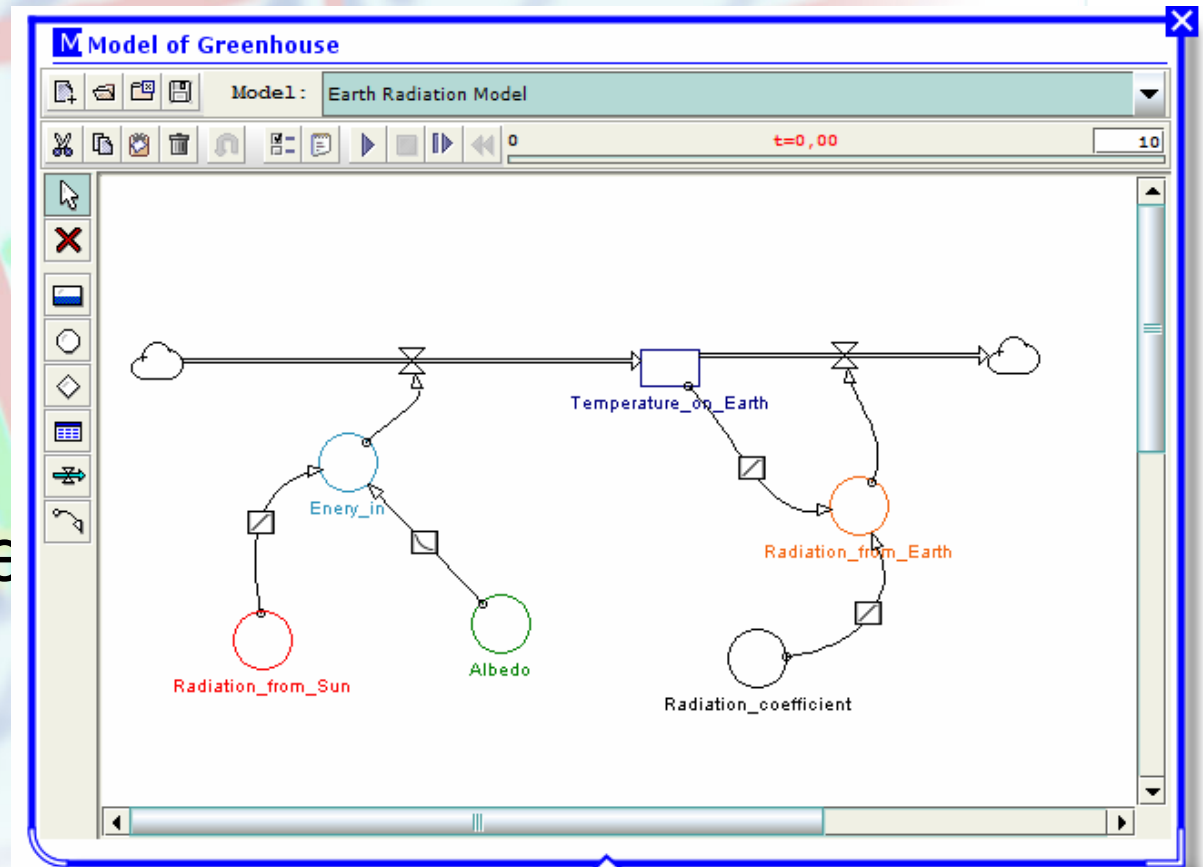 M Model of Greenhouse
Model: Earth Radiation Model
0 t=0,00 10
Temperature_on_Earth
Enery_in
Radiation_from_Earth
e
Radiation_from_Sun
Albedo
Radiation_coefficient